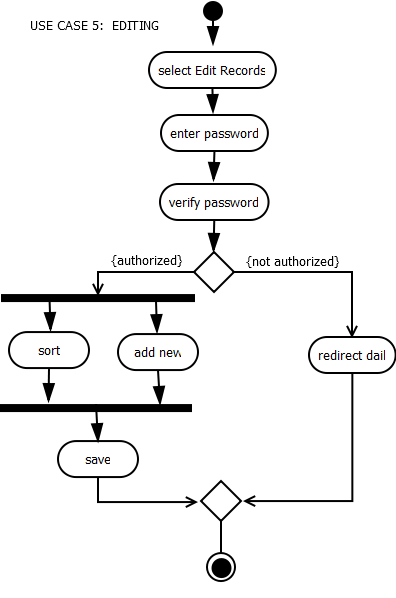 USE CASE 5: EDITING
select Edit Records
enter password
verify password
{authorized}
{not authorized}
sort
add new
redirect dail
save